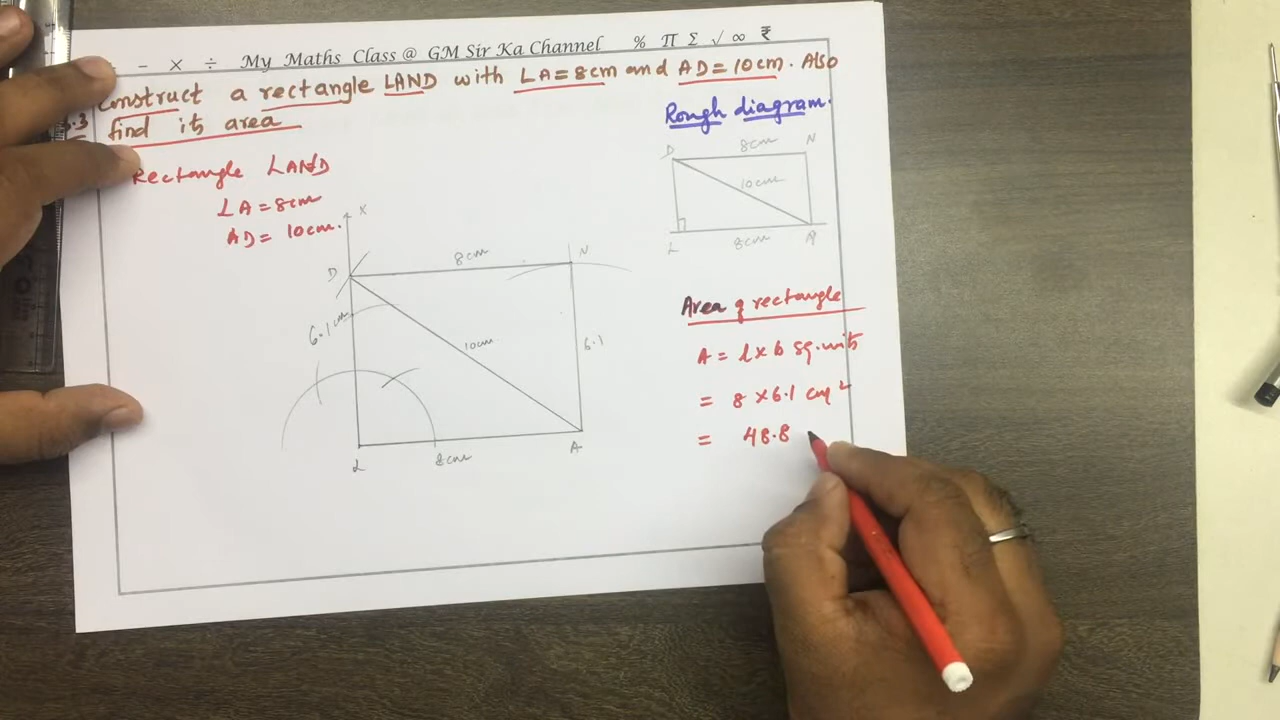 - × ÷ My Maths Class @ GM Sir Ka Channel % Π Σ √ ∞ ₹
Construct a rectangle LAND with LA=8cm and AD=10cm. Also
find its area
Rectangle LAND
LA=8cm
AD= 10cm.
Rough diagram.
D 8cm N
10cm
L 8cm A
X
D 8cm N
6.1cm
10cm
6.1
L 8cm A
Area of rectangle
A = l×b sq.units
= 8×6.1 cm²
= 48.8